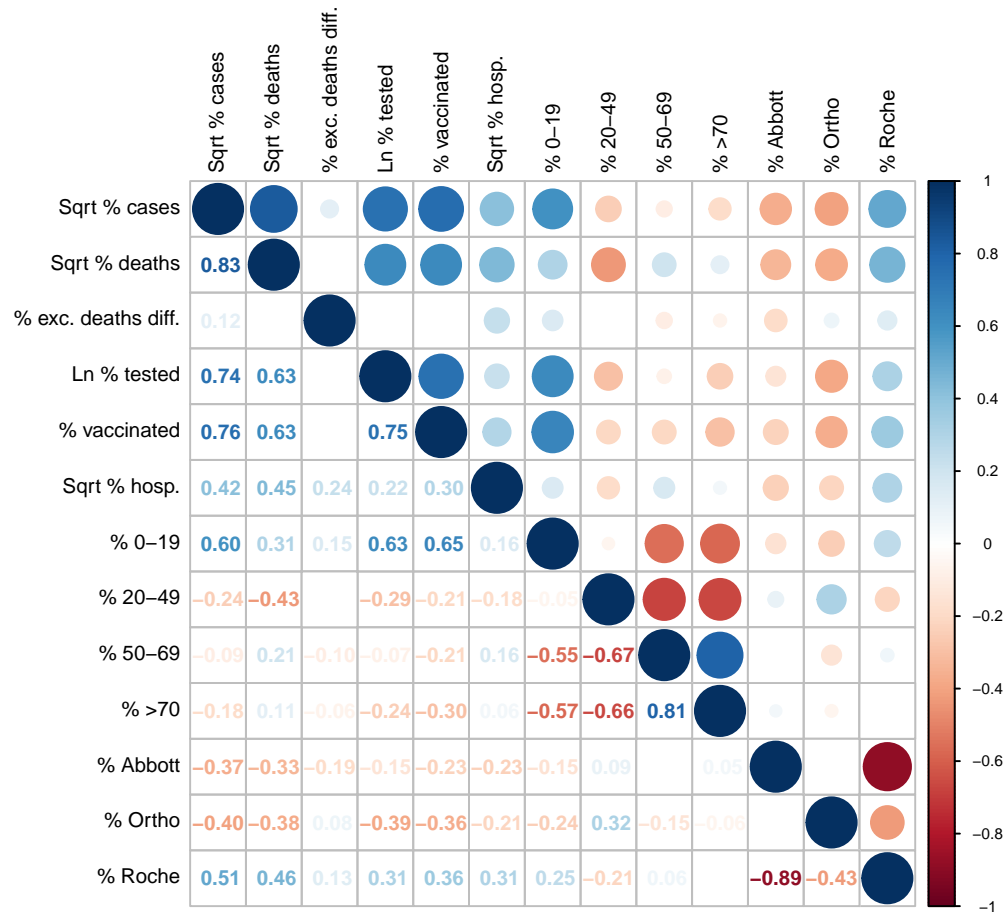 Sqrt % cases
Sqrt % deaths
% exc. deaths diff.
Ln % tested
% vaccinated
Sqrt % hosp.
% 0−19
% 20−49
% 50−69
% >70
% Abbott
% Ortho
% Roche
Sqrt % cases
Sqrt % deaths 0.83
% exc. deaths diff. 0.12
Ln % tested 0.74 0.63
% vaccinated 0.76 0.63 0.75
Sqrt % hosp. 0.42 0.45 0.24 0.22 0.30
% 0−19 0.60 0.31 0.15 0.63 0.65 0.16
% 20−49 −0.24 −0.43 −0.29 −0.21 −0.18 −0.05
% 50−69 −0.09 0.21 −0.10 −0.07 −0.21 0.16 −0.55 −0.67
% >70 −0.18 0.11 −0.06 −0.24 −0.30 0.06 −0.57 −0.66 0.81
% Abbott −0.37 −0.33 −0.19 −0.15 −0.23 −0.23 −0.15 0.09 0.05
% Ortho −0.40 −0.38 0.08 −0.39 −0.36 −0.21 −0.24 0.32 −0.15 −0.06
% Roche 0.51 0.46 0.13 0.31 0.36 0.31 0.25 −0.21 0.06 −0.89 −0.43
1
0.8
0.6
0.4
0.2
0
−0.2
−0.4
−0.6
−0.8
−1